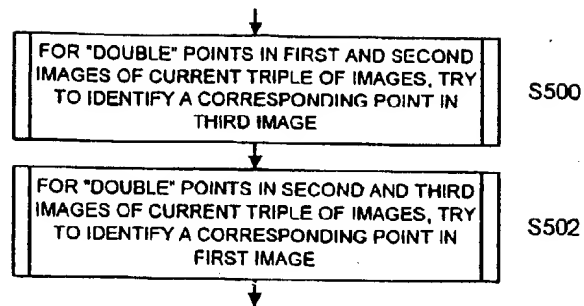 FOR "DOUBLE" POINTS IN FIRST AND SECOND
IMAGES OF CURRENT TRIPLE OF IMAGES, TRY
TO IDENTIFY A CORRESPONDING POINT IN
THIRD IMAGE
S500
FOR "DOUBLE" POINTS IN SECOND AND THIRD
IMAGES OF CURRENT TRIPLE OF IMAGES, TRY
TO IDENTIFY A CORRESPONDING POINT IN
FIRST IMAGE
S502